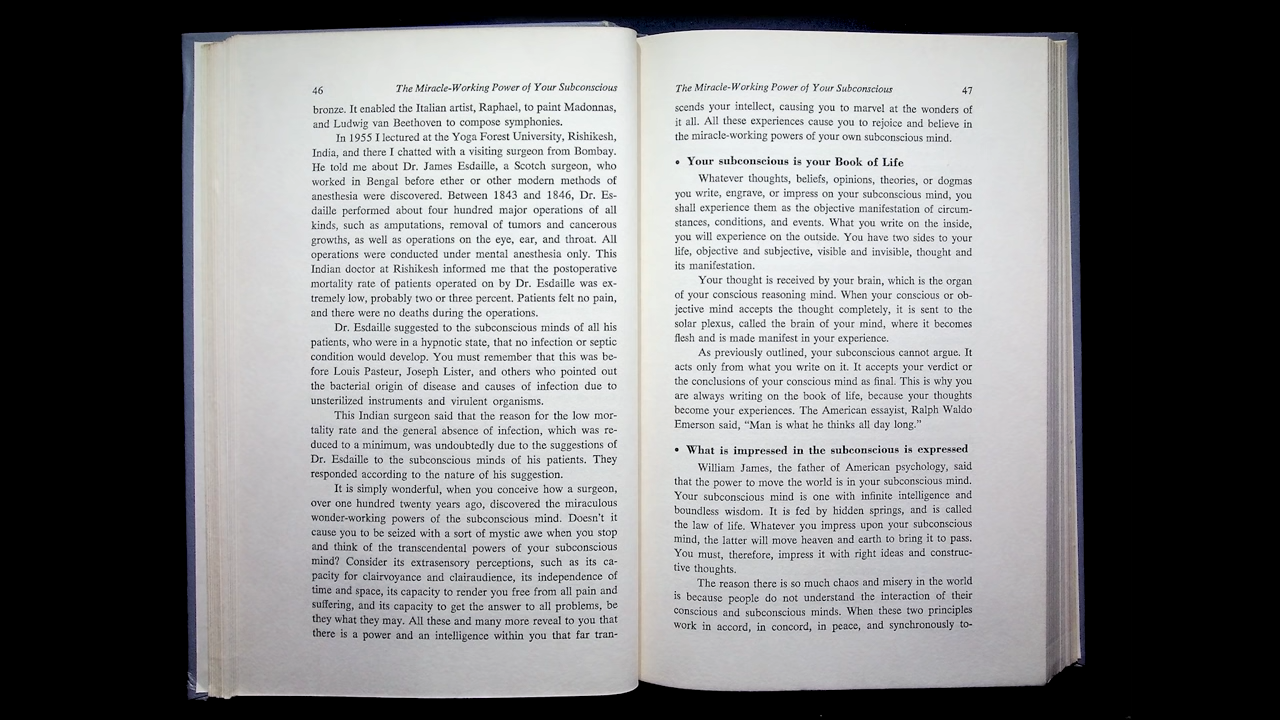 46 The Miracle-Working Power of Your Subconscious
bronze. It enabled the Italian artist, Raphael, to paint Madonnas,
and Ludwig van Beethoven to compose symphonies.
In 1955 I lectured at the Yoga Forest University, Rishikesh,
India, and there I chatted with a visiting surgeon from Bombay.
He told me about Dr. James Esdaille, a Scotch surgeon, who
worked in Bengal before ether or other modern methods of
anesthesia were discovered. Between 1843 and 1846, Dr. Es-
daille performed about four hundred major operations of all
kinds, such as amputations, removal of tumors and cancerous
growths, as well as operations on the eye, ear, and throat. All
operations were conducted under mental anesthesia only. This
Indian doctor at Rishikesh informed me that the postoperative
mortality rate of patients operated on by Dr. Esdaille was ex-
tremely low, probably two or three percent. Patients felt no pain,
and there were no deaths during the operations.
Dr. Esdaille suggested to the subconscious minds of all his
patients, who were in a hypnotic state, that no infection or septic
condition would develop. You must remember that this was be-
fore Louis Pasteur, Joseph Lister, and others who pointed out
the bacterial origin of disease and causes of infection due to
unsterilized instruments and virulent organisms.
This Indian surgeon said that the reason for the low mor-
tality rate and the general absence of infection, which was re-
duced to a minimum, was undoubtedly due to the suggestions of
Dr. Esdaille to the subconscious minds of his patients. They
responded according to the nature of his suggestion.
It is simply wonderful, when you conceive how a surgeon,
over one hundred twenty years ago, discovered the miraculous
wonder-working powers of the subconscious mind. Doesn't it
cause you to be seized with a sort of mystic awe when you stop
and think of the transcendental powers of your subconscious
mind? Consider its extrasensory perceptions, such as its ca-
pacity for clairvoyance and clairaudience, its independence of
time and space, its capacity to render you free from all pain and
suffering, and its capacity to get the answer to all problems, be
they what they may. All these and many more reveal to you that
there is a power and an intelligence within you that far tran-
The Miracle-Working Power of Your Subconscious 47
scends your intellect, causing you to marvel at the wonders of
it all. All these experiences cause you to rejoice and believe in
the miracle-working powers of your own subconscious mind.
• Your subconscious is your Book of Life
Whatever thoughts, beliefs, opinions, theories, or dogmas
you write, engrave, or impress on your subconscious mind, you
shall experience them as the objective manifestation of circum-
stances, conditions, and events. What you write on the inside,
you will experience on the outside. You have two sides to your
life, objective and subjective, visible and invisible, thought and
its manifestation.
Your thought is received by your brain, which is the organ
of your conscious reasoning mind. When your conscious or ob-
jective mind accepts the thought completely, it is sent to the
solar plexus, called the brain of your mind, where it becomes
flesh and is made manifest in your experience.
As previously outlined, your subconscious cannot argue. It
acts only from what you write on it. It accepts your verdict or
the conclusions of your conscious mind as final. This is why you
are always writing on the book of life, because your thoughts
become your experiences. The American essayist, Ralph Waldo
Emerson said, "Man is what he thinks all day long."
• What is impressed in the subconscious is expressed
William James, the father of American psychology, said
that the power to move the world is in your subconscious mind.
Your subconscious mind is one with infinite intelligence and
boundless wisdom. It is fed by hidden springs, and is called
the law of life. Whatever you impress upon your subconscious
mind, the latter will move heaven and earth to bring it to pass.
You must, therefore, impress it with right ideas and construc-
tive thoughts.
The reason there is so much chaos and misery in the world
is because people do not understand the interaction of their
conscious and subconscious minds. When these two principles
work in accord, in concord, in peace, and synchronously to-